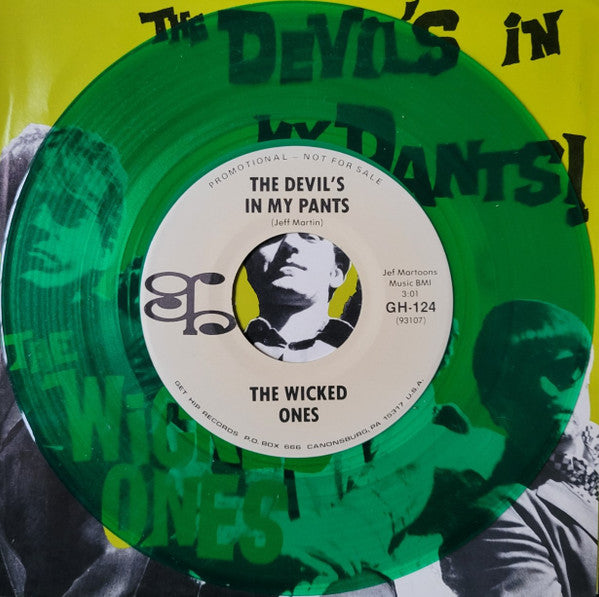 THE DEVIL'S IN
MY PANTS!
PROMOTIONAL – NOT FOR SALE
THE DEVIL'S
IN MY PANTS
(Jeff Martin)
Jef Martoons
Music BMI
3:01
GH-124
(93107)
THE WICKED
ONES
GET HIP RECORDS P.O. BOX 666 CANONSBURG, PA 15317 U.S.A.
THE
WICKED
ONES